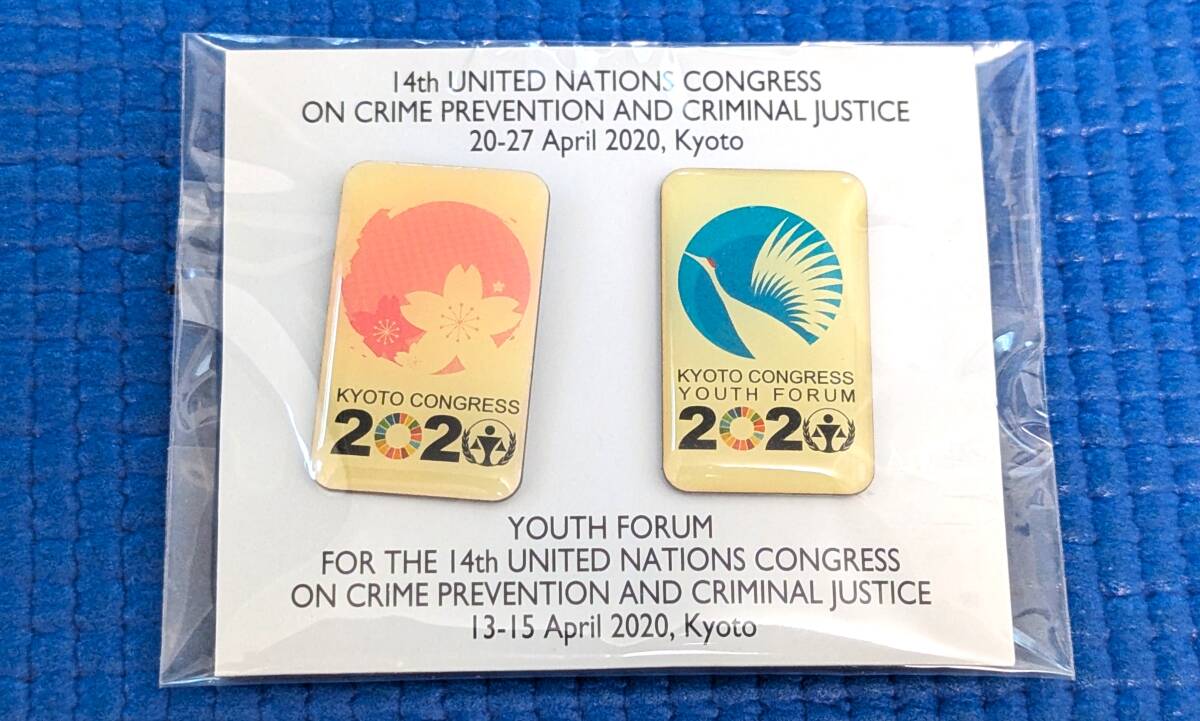 14th UNITED NATIONS CONGRESS
ON CRIME PREVENTION AND CRIMINAL JUSTICE
20-27 April 2020, Kyoto
KYOTO CONGRESS
2020
KYOTO CONGRESS
YOUTH FORUM
2020
YOUTH FORUM
FOR THE 14th UNITED NATIONS CONGRESS
ON CRIME PREVENTION AND CRIMINAL JUSTICE
13-15 April 2020, Kyoto